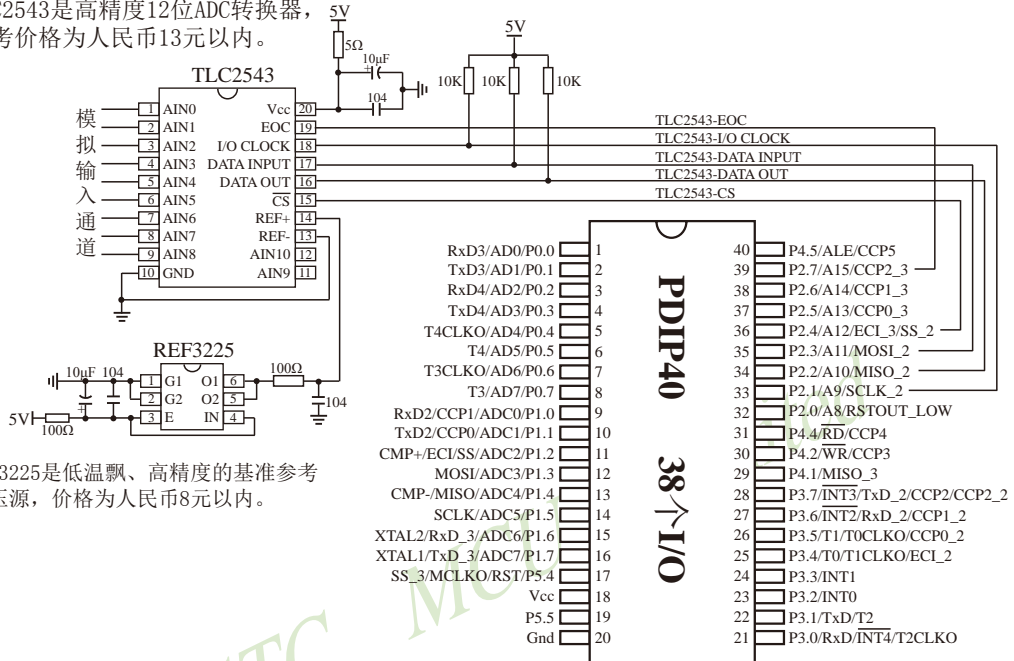 C2543是高精度12位ADC转换器，
考价格为人民币13元以内。
5V
5Ω
10μF
+
104
5V
10K
10K
10K
TLC2543
模
拟
输
入
通
道
1 AIN0
2 AIN1
3 AIN2
4 AIN3
5 AIN4
6 AIN5
7 AIN6
8 AIN7
9 AIN8
10 GND
Vcc 20
EOC 19
I/O CLOCK 18
DATA INPUT 17
DATA OUT 16
CS 15
REF+ 14
REF- 13
AIN10 12
AIN9 11
TLC2543-EOC
TLC2543-I/O CLOCK
TLC2543-DATA INPUT
TLC2543-DATA OUT
TLC2543-CS
REF3225
10μF 104
+
1 G1
2 G2
3 E
O1 6
O2 5
IN 4
100Ω
104
5V
100Ω
3225是低温飘、高精度的基准参考
压源，价格为人民币8元以内。
PDIP40
38个I/O
RxD3/AD0/P0.0 1
TxD3/AD1/P0.1 2
RxD4/AD2/P0.2 3
TxD4/AD3/P0.3 4
T4CLKO/AD4/P0.4 5
T4/AD5/P0.5 6
T3CLKO/AD6/P0.6 7
T3/AD7/P0.7 8
RxD2/CCP1/ADC0/P1.0 9
TxD2/CCP0/ADC1/P1.1 10
CMP+/ECI/SS/ADC2/P1.2 11
MOSI/ADC3/P1.3 12
CMP-/MISO/ADC4/P1.4 13
SCLK/ADC5/P1.5 14
XTAL2/RxD_3/ADC6/P1.6 15
XTAL1/TxD_3/ADC7/P1.7 16
SS_3/MCLKO/RST/P5.4 17
Vcc 18
P5.5 19
Gnd 20
40 P4.5/ALE/CCP5
39 P2.7/A15/CCP2_3
38 P2.6/A14/CCP1_3
37 P2.5/A13/CCP0_3
36 P2.4/A12/ECI_3/SS_2
35 P2.3/A11/MOSI_2
34 P2.2/A10/MISO_2
33 P2.1/A9/SCLK_2
32 P2.0/A8/RSTOUT_LOW
31 P4.4/RD/CCP4
30 P4.2/WR/CCP3
29 P4.1/MISO_3
28 P3.7/INT3/TxD_2/CCP2/CCP2_2
27 P3.6/INT2/RxD_2/CCP1_2
26 P3.5/T1/T0CLKO/CCP0_2
25 P3.4/T0/T1CLKO/ECI_2
24 P3.3/INT1
23 P3.2/INT0
22 P3.1/TxD/T2
21 P3.0/RxD/INT4/T2CLKO
MCU